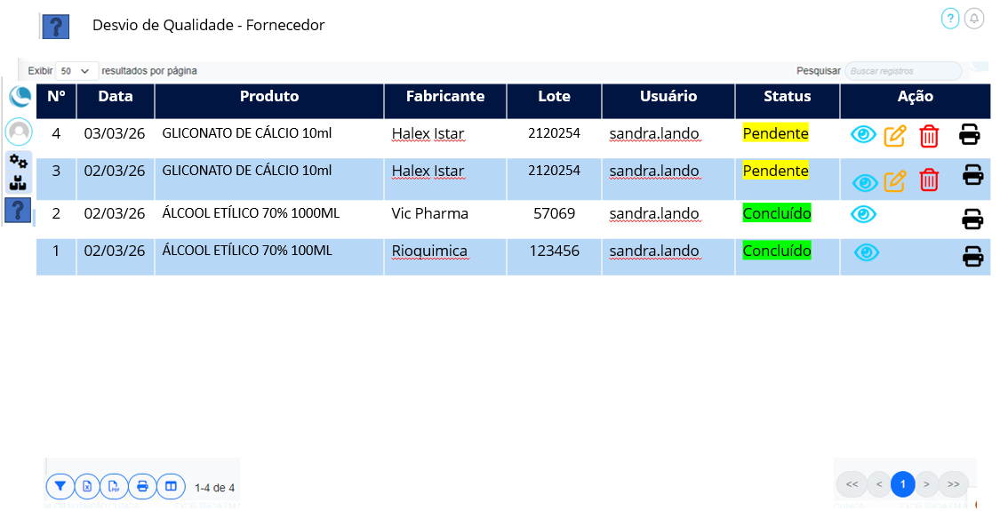 Desvio de Qualidade - Fornecedor
?
Exibir 50 resultados por página
Pesquisar Buscar registros
Nº Data Produto Fabricante Lote Usuário Status Ação
4 03/03/26 GLICONATO DE CÁLCIO 10ml Halex Istar 2120254 sandra.lando Pendente
3 02/03/26 GLICONATO DE CÁLCIO 10ml Halex Istar 2120254 sandra.lando Pendente
2 02/03/26 ÁLCOOL ETÍLICO 70% 1000ML Vic Pharma 57069 sandra.lando Concluído
1 02/03/26 ÁLCOOL ETÍLICO 70% 100ML Rioquimica 123456 sandra.lando Concluído
PDF
1-4 de 4
<< < 1 > >>